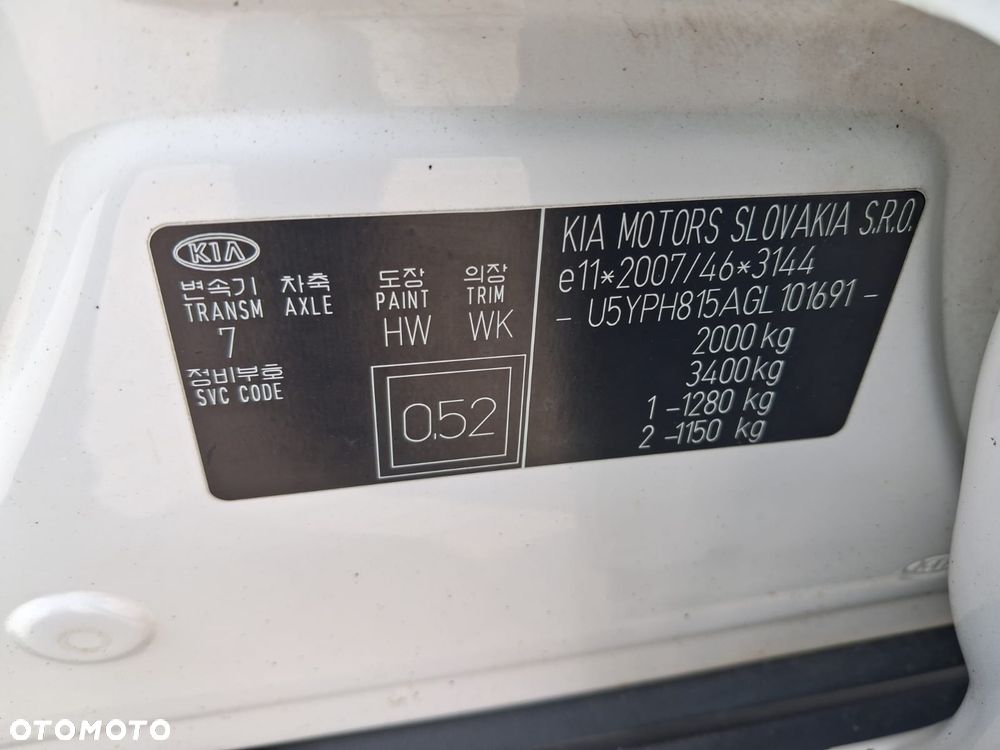 KIA
변속기 차축 도장 의장
TRANSM AXLE PAINT TRIM
7 HW WK
정비부호
SVC CODE
0.52
KIA MOTORS SLOVAKIA S.R.O.
e11*2007/46*3144
- U5YPH815AGL101691 -
2000 kg
3400 kg
1 -1280 kg
2 -1150 kg
OTOMOTO